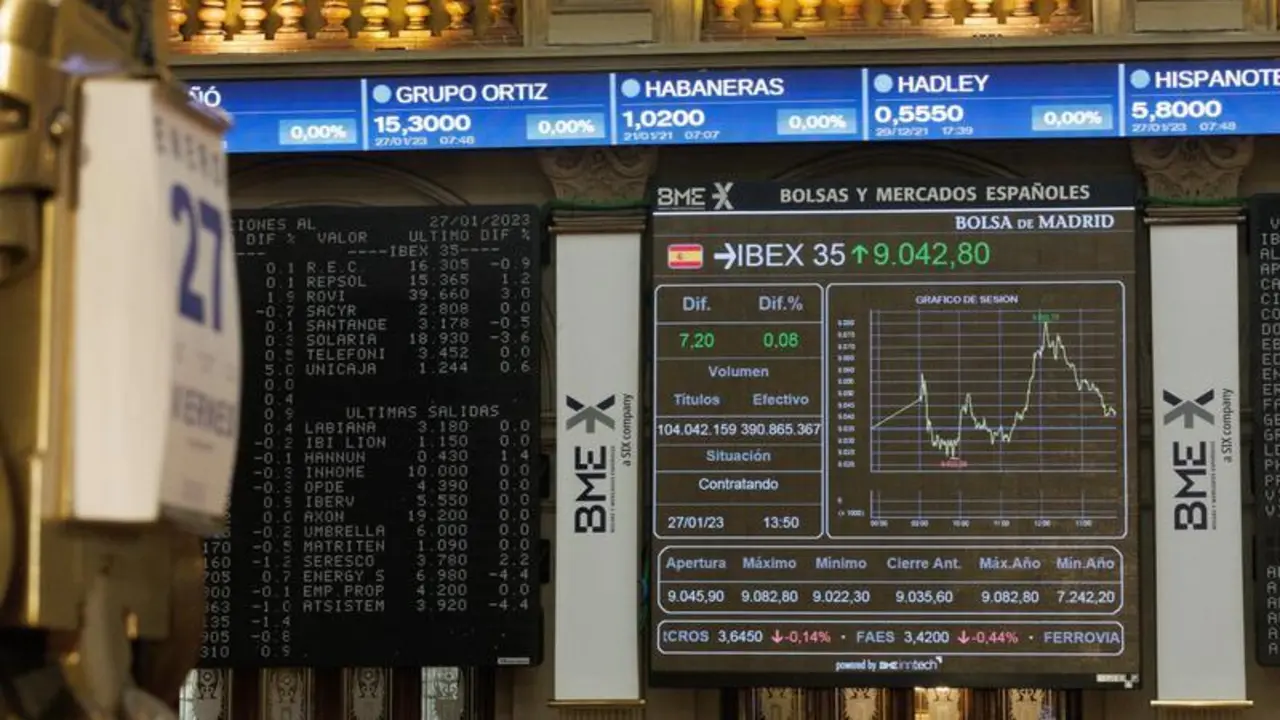 GRUPO ORTIZ
15,3000
0,00%
27/01/23 07:48
HABANERAS
1,0200
0,00%
21/01/21 07:07
HADLEY
0,5550
0,00%
29/12/21 17:39
HISPANOTE
5,8000
27/01/23 07:48
0,00%
ENERO
27
VIERNES
CIONES AL 27/01/2023
DIF % VALOR ULTIMO DIF %
----IBEX 35----
0.1 R.E.C. 16.305 -0.9
0.1 REPSOL 15.365 1.2
1.9 ROVI 39.660 3.0
-0.7 SACYR 2.808 0.0
0.1 SANTANDE 3.178 -0.5
0.3 SOLARIA 18.930 -3.6
0.5 TELEFONI 3.452 0.0
5.0 UNICAJA 1.244 0.6
0.0
0.4
0.9 ULTIMAS SALIDAS
0.4 LABIANA 3.180 0.0
-0.2 IBI LION 1.150 0.0
-0.1 HANNUN 0.430 1.4
-0.3 INHOME 10.000 0.0
-0.3 OPDE 4.390 0.0
0.9 IBERV 5.550 0.0
0.0 AXON 19.200 0.0
-0.2 UMBRELLA 6.000 0.0
170 -0.5 MATRITEN 1.090 0.0
160 -1.2 SERESCO 3.780 2.2
705 0.7 ENERGY S 6.980 -4.4
805 -0.1 EMP.PROP 4.200 0.0
363 -1.0 ATSISTEM 3.920 -4.4
135 -1.4
905 -0.8
310 -0.9
BME X
a SIX company
BME BOLSAS Y MERCADOS ESPAÑOLES
BOLSA DE MADRID
IBEX 35 ↑ 9.042,80
Dif. Dif.%
7,20 0,08
Volumen
Títulos Efectivo
104.042.159 390.865.367
Situación
Contratando
27/01/23 13:50
GRAFICO DE SESION
Apertura Máximo Mínimo Cierre Ant. Máx.Año Min.Año
9.045,90 9.082,80 9.022,30 9.035,60 9.082,80 7.242,20
CROS 3,6450 ↓-0,14% · FAES 3,4200 ↓-0,44% · FERROVIA
powered by BME inntech
BME X
a SIX company